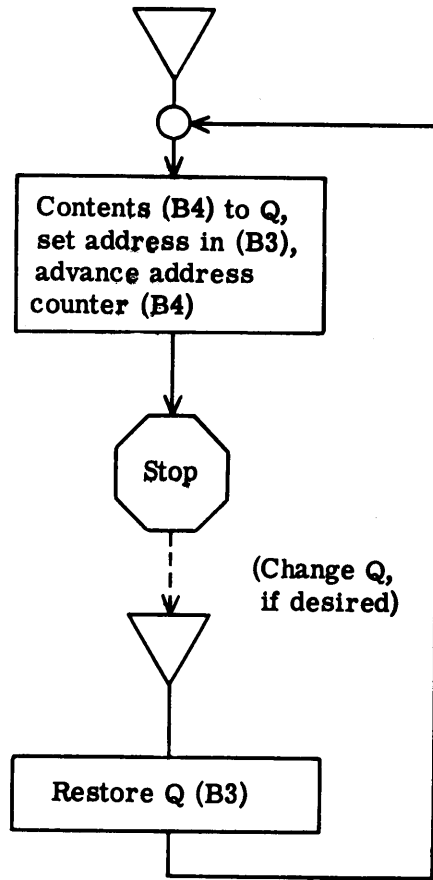 Contents (B4) to Q,
set address in (B3),
advance address
counter (B4)
Stop
(Change Q,
if desired)
Restore Q (B3)